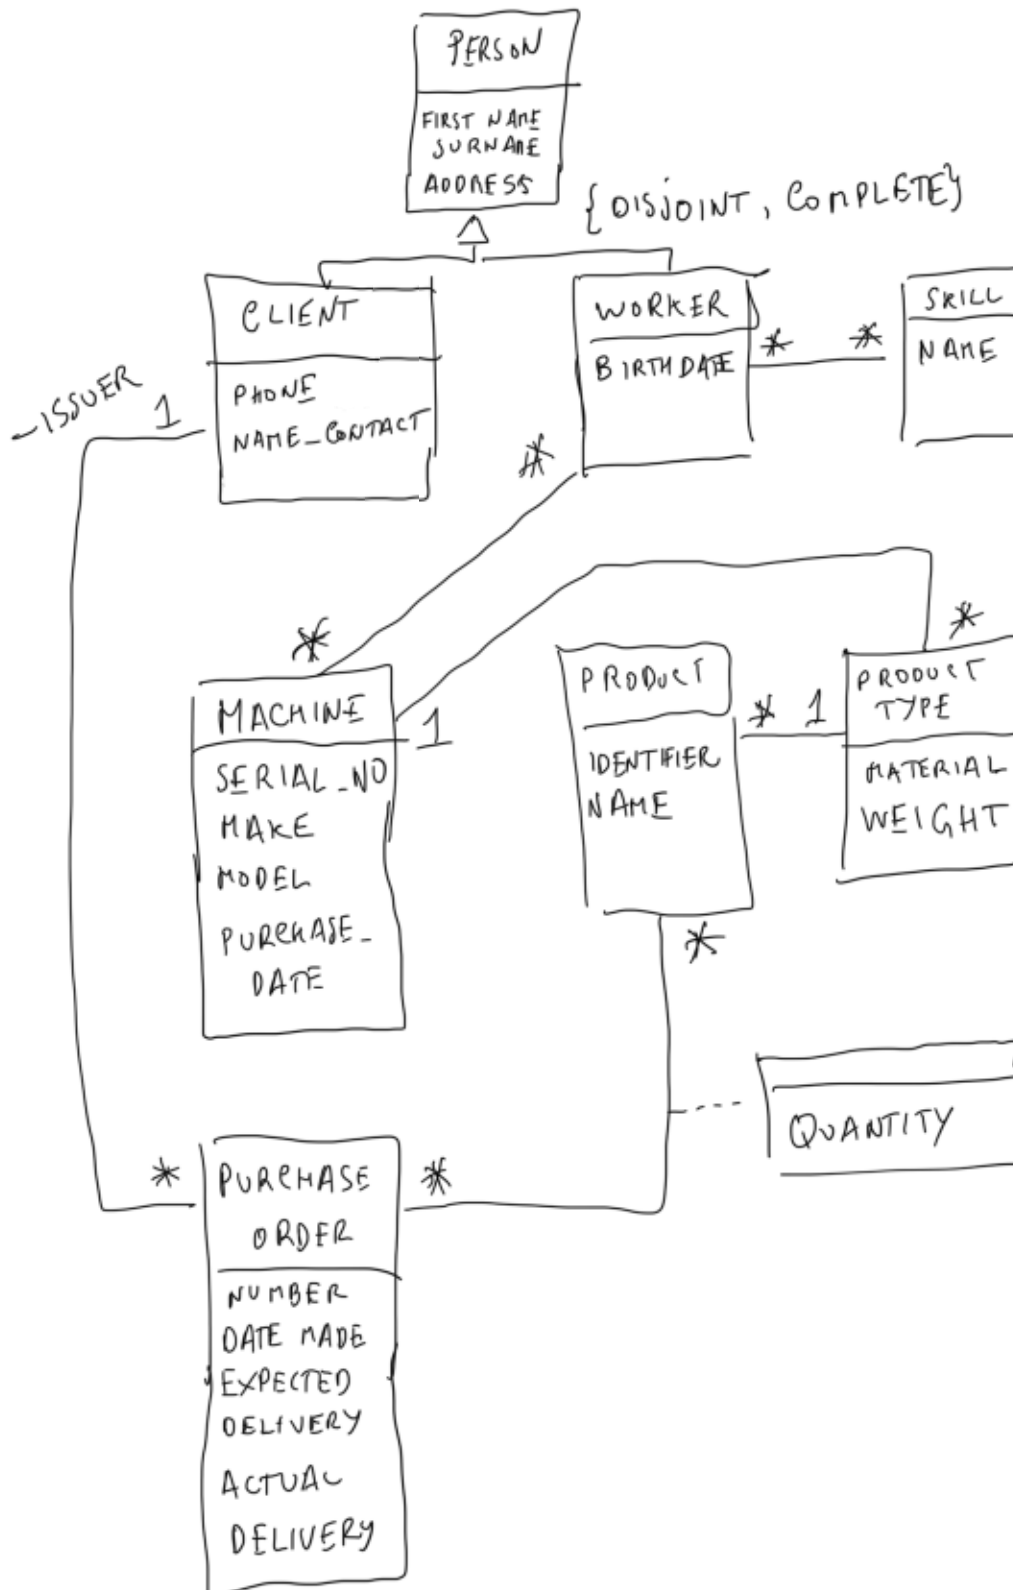 PERSON
FIRST NAME
SURNAME
ADDRESS
{DISJOINT, COMPLETE}
CLIENT
PHONE
NAME_CONTACT
WORKER
BIRTHDATE
* *
SKILL
NAME
-ISSUER
1
*
*
MACHINE
1
SERIAL_NO
MAKE
MODEL
PURCHASE_
DATE
PRODUCT
IDENTIFIER
NAME
* 1
*
PRODUCT
TYPE
MATERIAL
WEIGHT
*
QUANTITY
*
PURCHASE
ORDER
*
NUMBER
DATE MADE
EXPECTED
DELIVERY
ACTUAL
DELIVERY